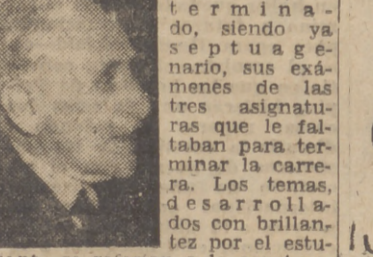 termina-
do, siendo ya
septuage-
nario, sus exá-
menes de las
tres asignatu-
ras que le fal-
taban para ter-
minar la carre-
ra. Los temas,
desarrolla-
dos con brillan-
tez por el estu-